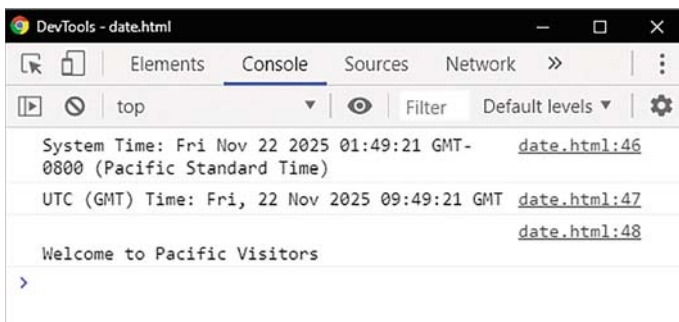 DevTools - date.html
Elements Console Sources Network »
top Filter Default levels
System Time: Fri Nov 22 2025 01:49:21 GMT- date.html:46
0800 (Pacific Standard Time)
UTC (GMT) Time: Fri, 22 Nov 2025 09:49:21 GMT date.html:47
date.html:48
Welcome to Pacific Visitors
>